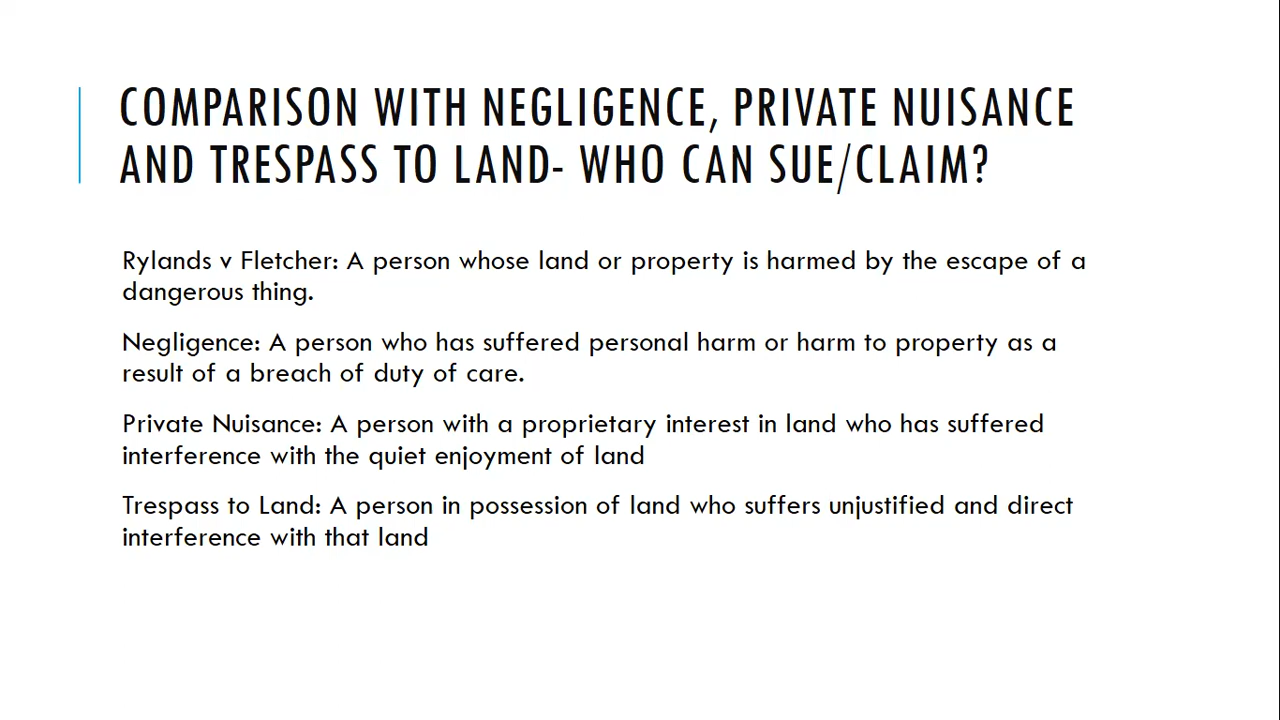 COMPARISON WITH NEGLIGENCE, PRIVATE NUISANCE
AND TRESPASS TO LAND- WHO CAN SUE/CLAIM?
Rylands v Fletcher: A person whose land or property is harmed by the escape of a
dangerous thing.
Negligence: A person who has suffered personal harm or harm to property as a
result of a breach of duty of care.
Private Nuisance: A person with a proprietary interest in land who has suffered
interference with the quiet enjoyment of land
Trespass to Land: A person in possession of land who suffers unjustified and direct
interference with that land